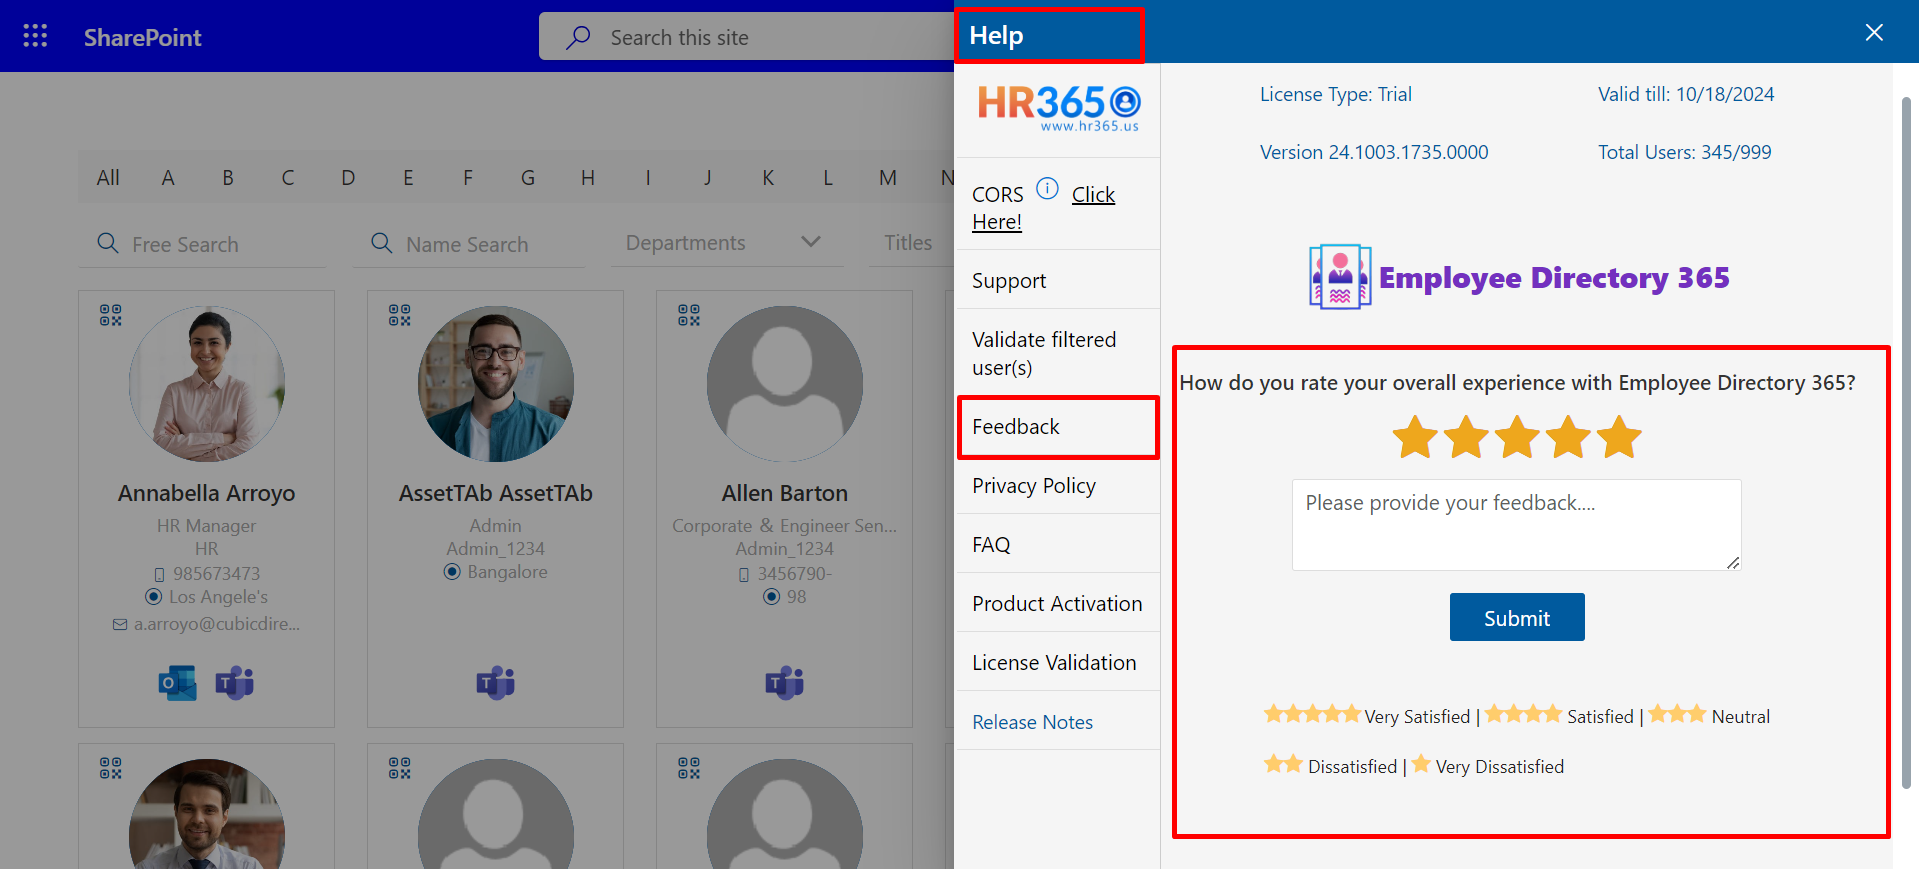 SharePoint
Search this site
Help
HR365
www.hr365.us
License Type: Trial
Valid till: 10/18/2024
Version 24.1003.1735.0000
Total Users: 345/999
All A B C D E F G H I J K L M N
Free Search
Name Search
Departments
Titles
CORS Click
Here!
Support
Validate filtered
user(s)
Feedback
Privacy Policy
FAQ
Product Activation
License Validation
Release Notes
Employee Directory 365
How do you rate your overall experience with Employee Directory 365?
Please provide your feedback....
Submit
Very Satisfied | Satisfied | Neutral
Dissatisfied | Very Dissatisfied
Annabella Arroyo
HR Manager
HR
985673473
Los Angele's
a.arroyo@cubicdire...
AssetTAb AssetTAb
Admin
Admin_1234
Bangalore
Allen Barton
Corporate & Engineer Sen...
Admin_1234
3456790-
98